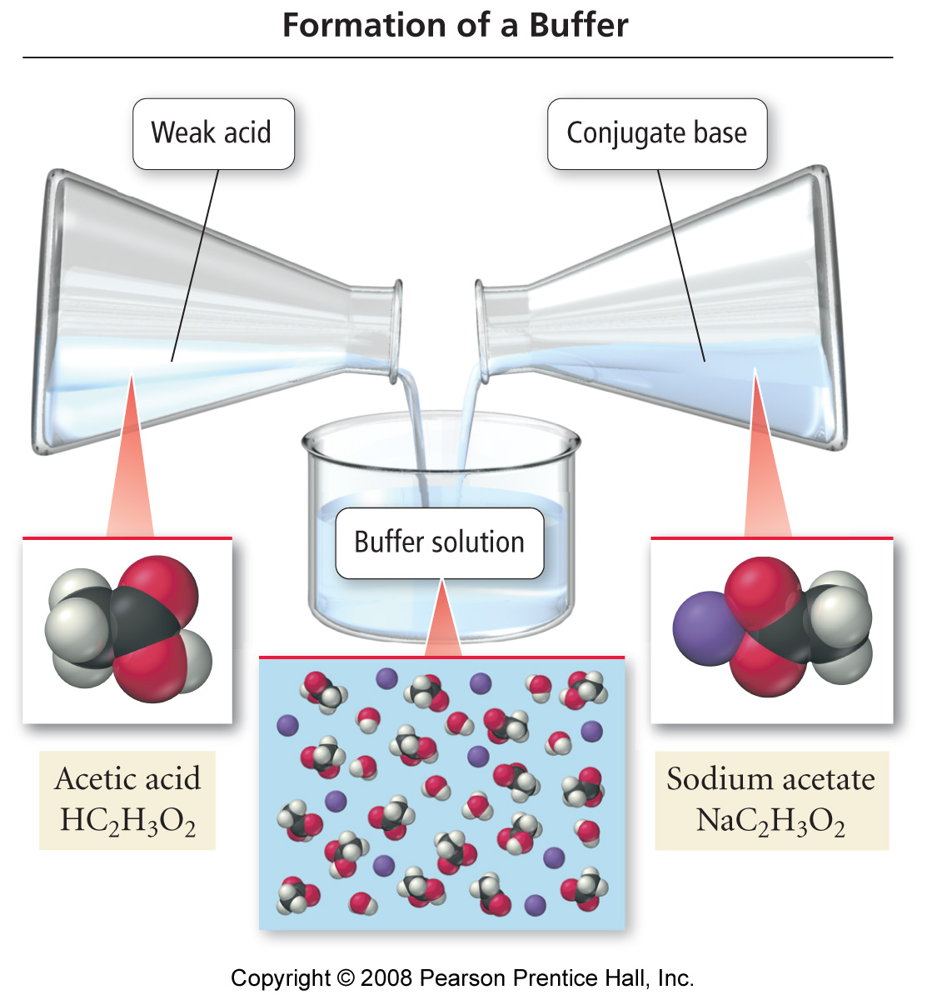 Formation of a Buffer
Weak acid
Conjugate base
Buffer solution
Acetic acid
HC₂H₃O₂
Sodium acetate
NaC₂H₃O₂
Copyright © 2008 Pearson Prentice Hall, Inc.